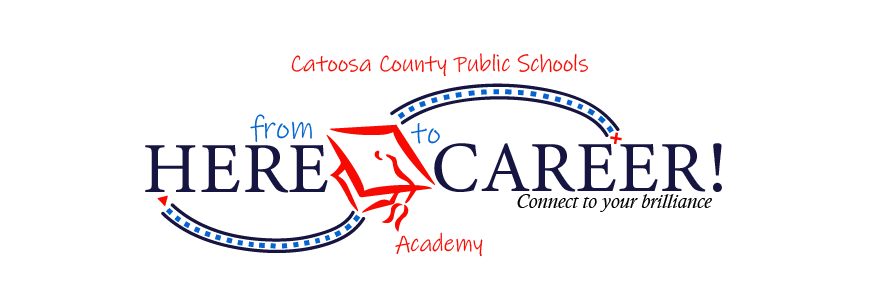 Catoosa County Public Schools
from to
HERE CAREER!
Connect to your brilliance
Academy